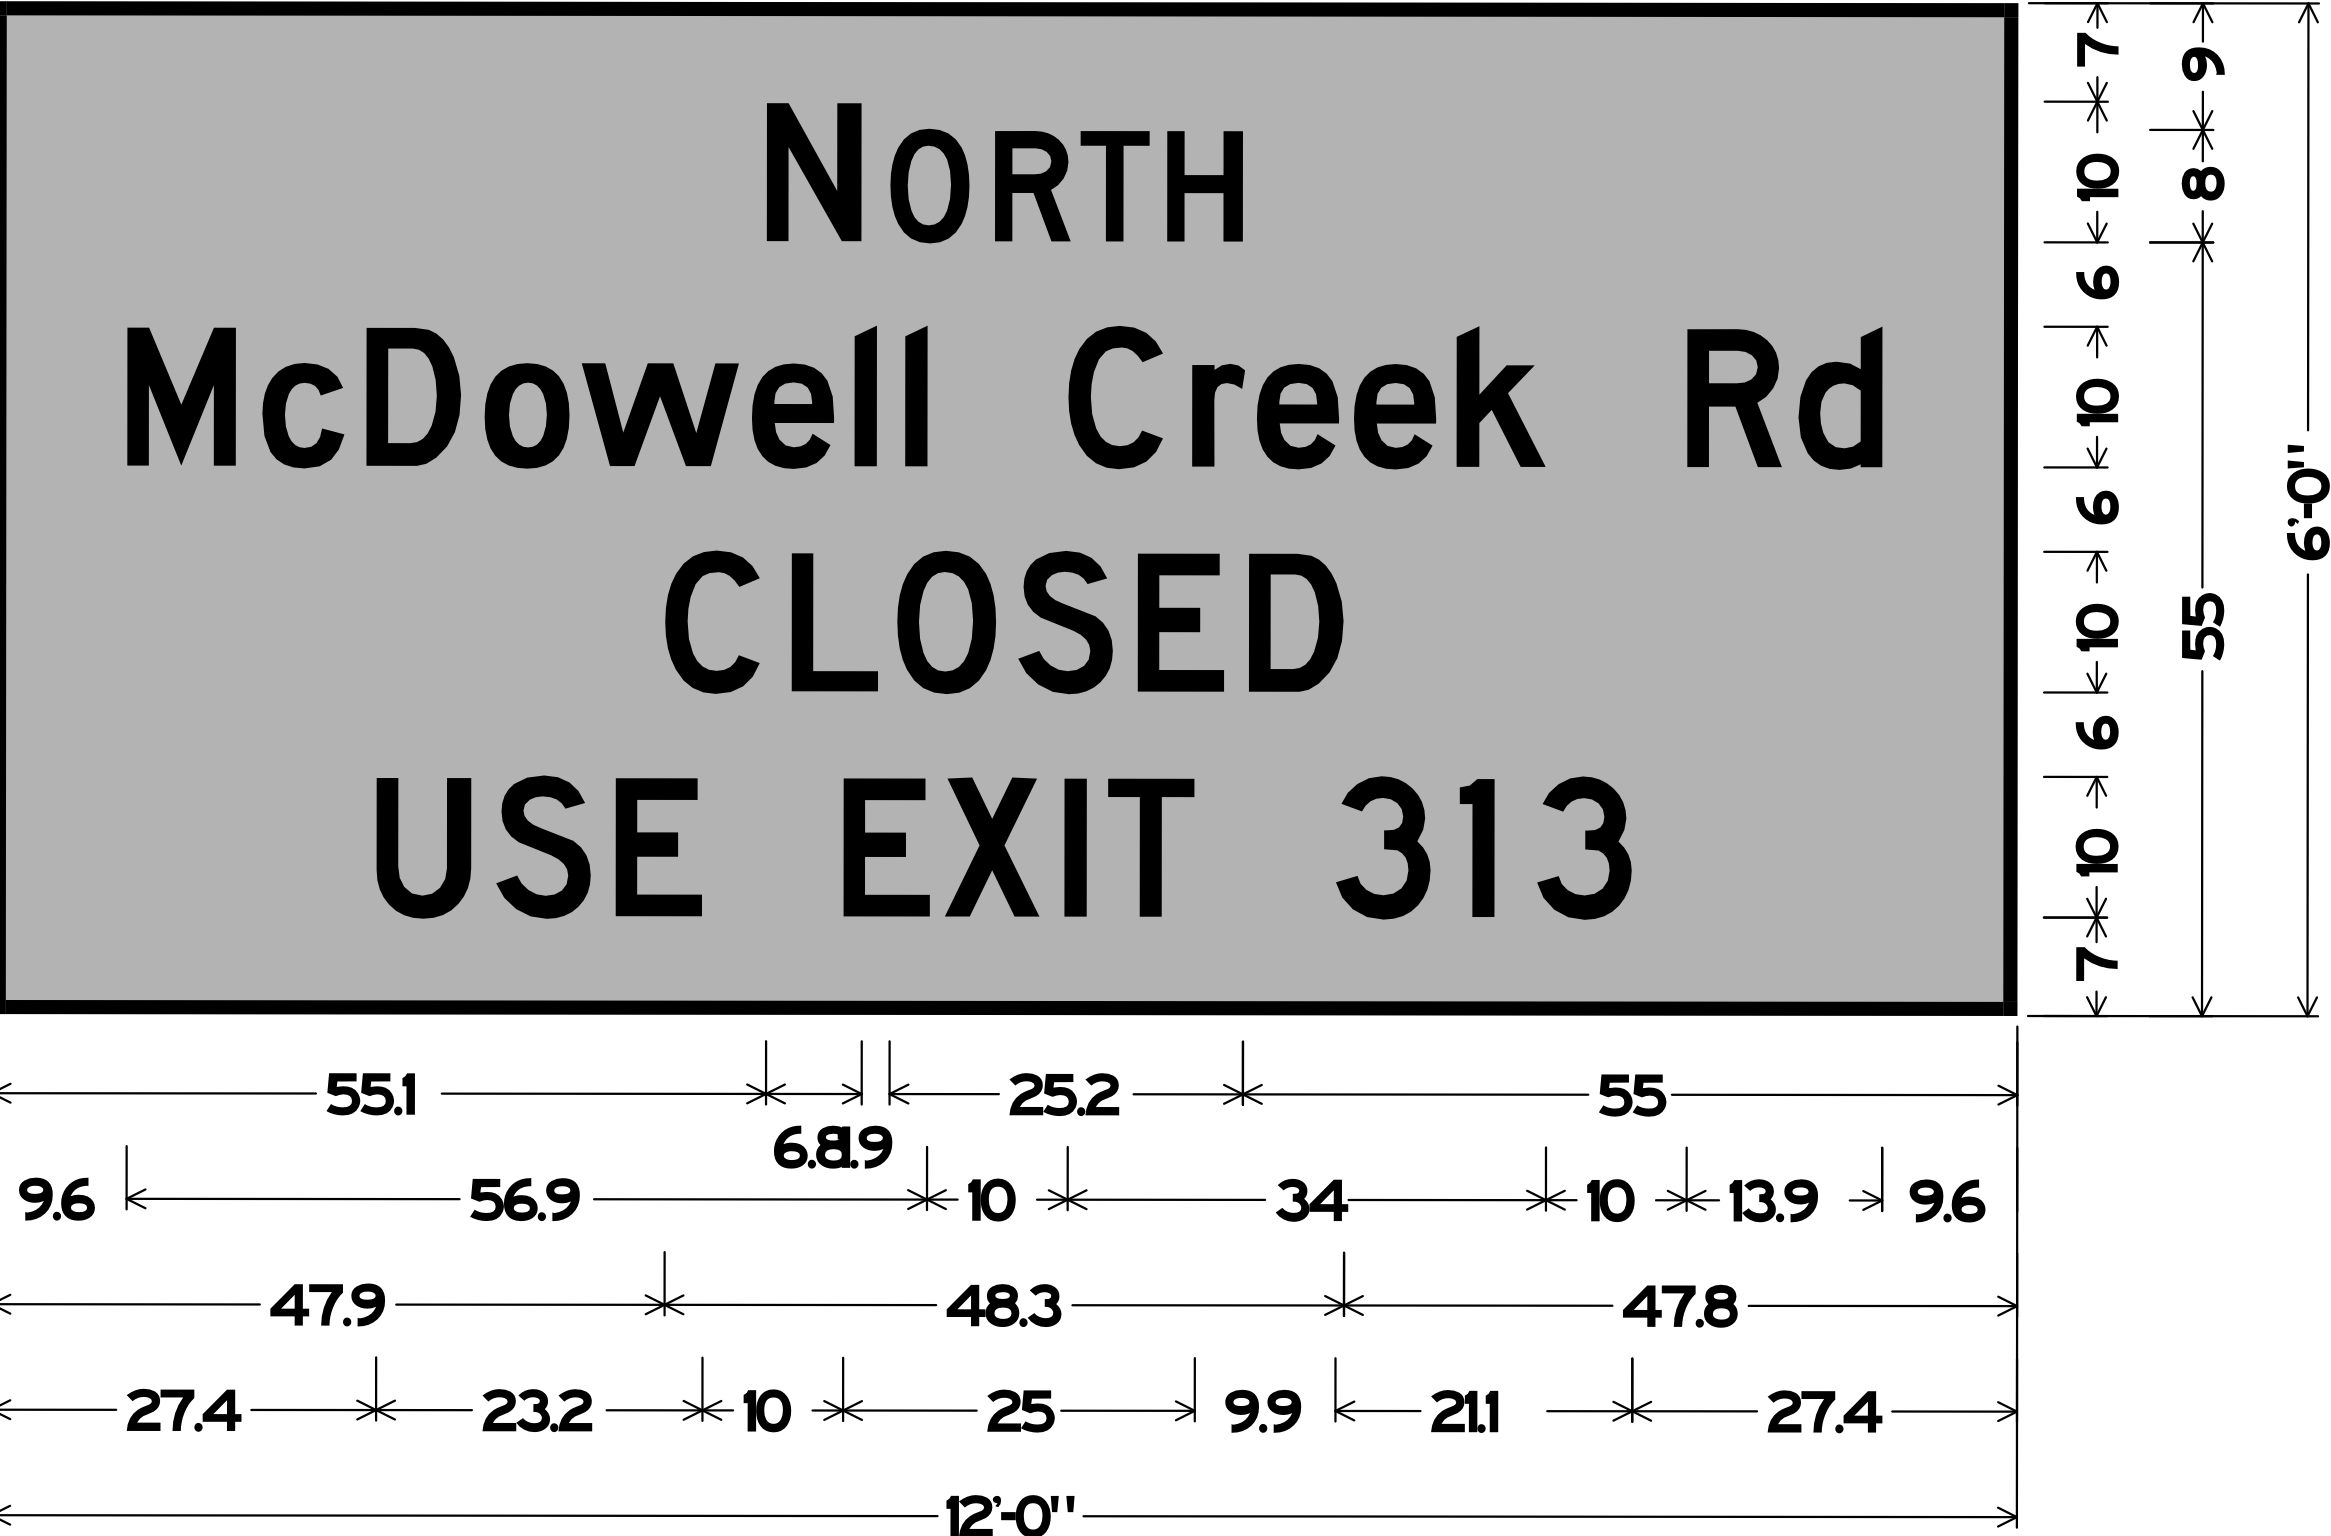 NORTH
McDowell Creek Rd
CLOSED
USE EXIT 313
7 10 6 10 6 10 6 10 7
9 8 55
6'-0"
55.1 6.8 1.9 25.2 55
9.6 56.9 10 34 10 13.9 9.6
47.9 48.3 47.8
27.4 23.2 10 25 9.9 21.1 27.4
12'-0"